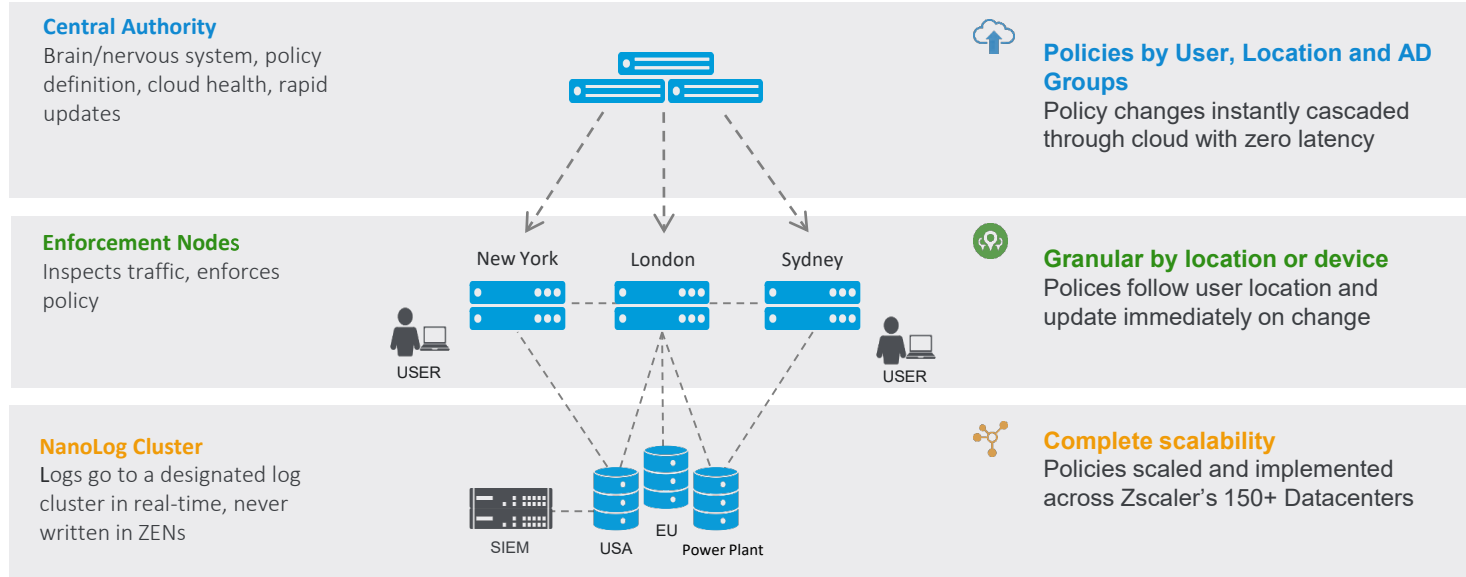 Central Authority
Brain/nervous system, policy
definition, cloud health, rapid
updates
Policies by User, Location and AD
Groups
Policy changes instantly cascaded
through cloud with zero latency
Enforcement Nodes
Inspects traffic, enforces
policy
New York
London
Sydney
USER
USER
Granular by location or device
Polices follow user location and
update immediately on change
NanoLog Cluster
Logs go to a designated log
cluster in real-time, never
written in ZENs
SIEM
USA
EU
Power Plant
Complete scalability
Policies scaled and implemented
across Zscaler’s 150+ Datacenters